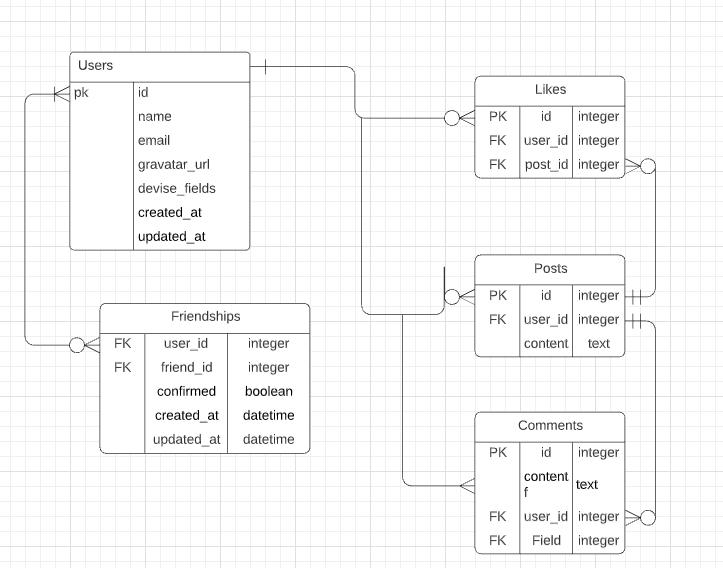 Users
pk id
name
email
gravatar_url
devise_fields
created_at
updated_at
Friendships
FK user_id integer
FK friend_id integer
confirmed boolean
created_at datetime
updated_at datetime
Likes
PK id integer
FK user_id integer
FK post_id integer
Posts
PK id integer
FK user_id integer
content text
Comments
PK id integer
content
f text
FK user_id integer
FK Field integer